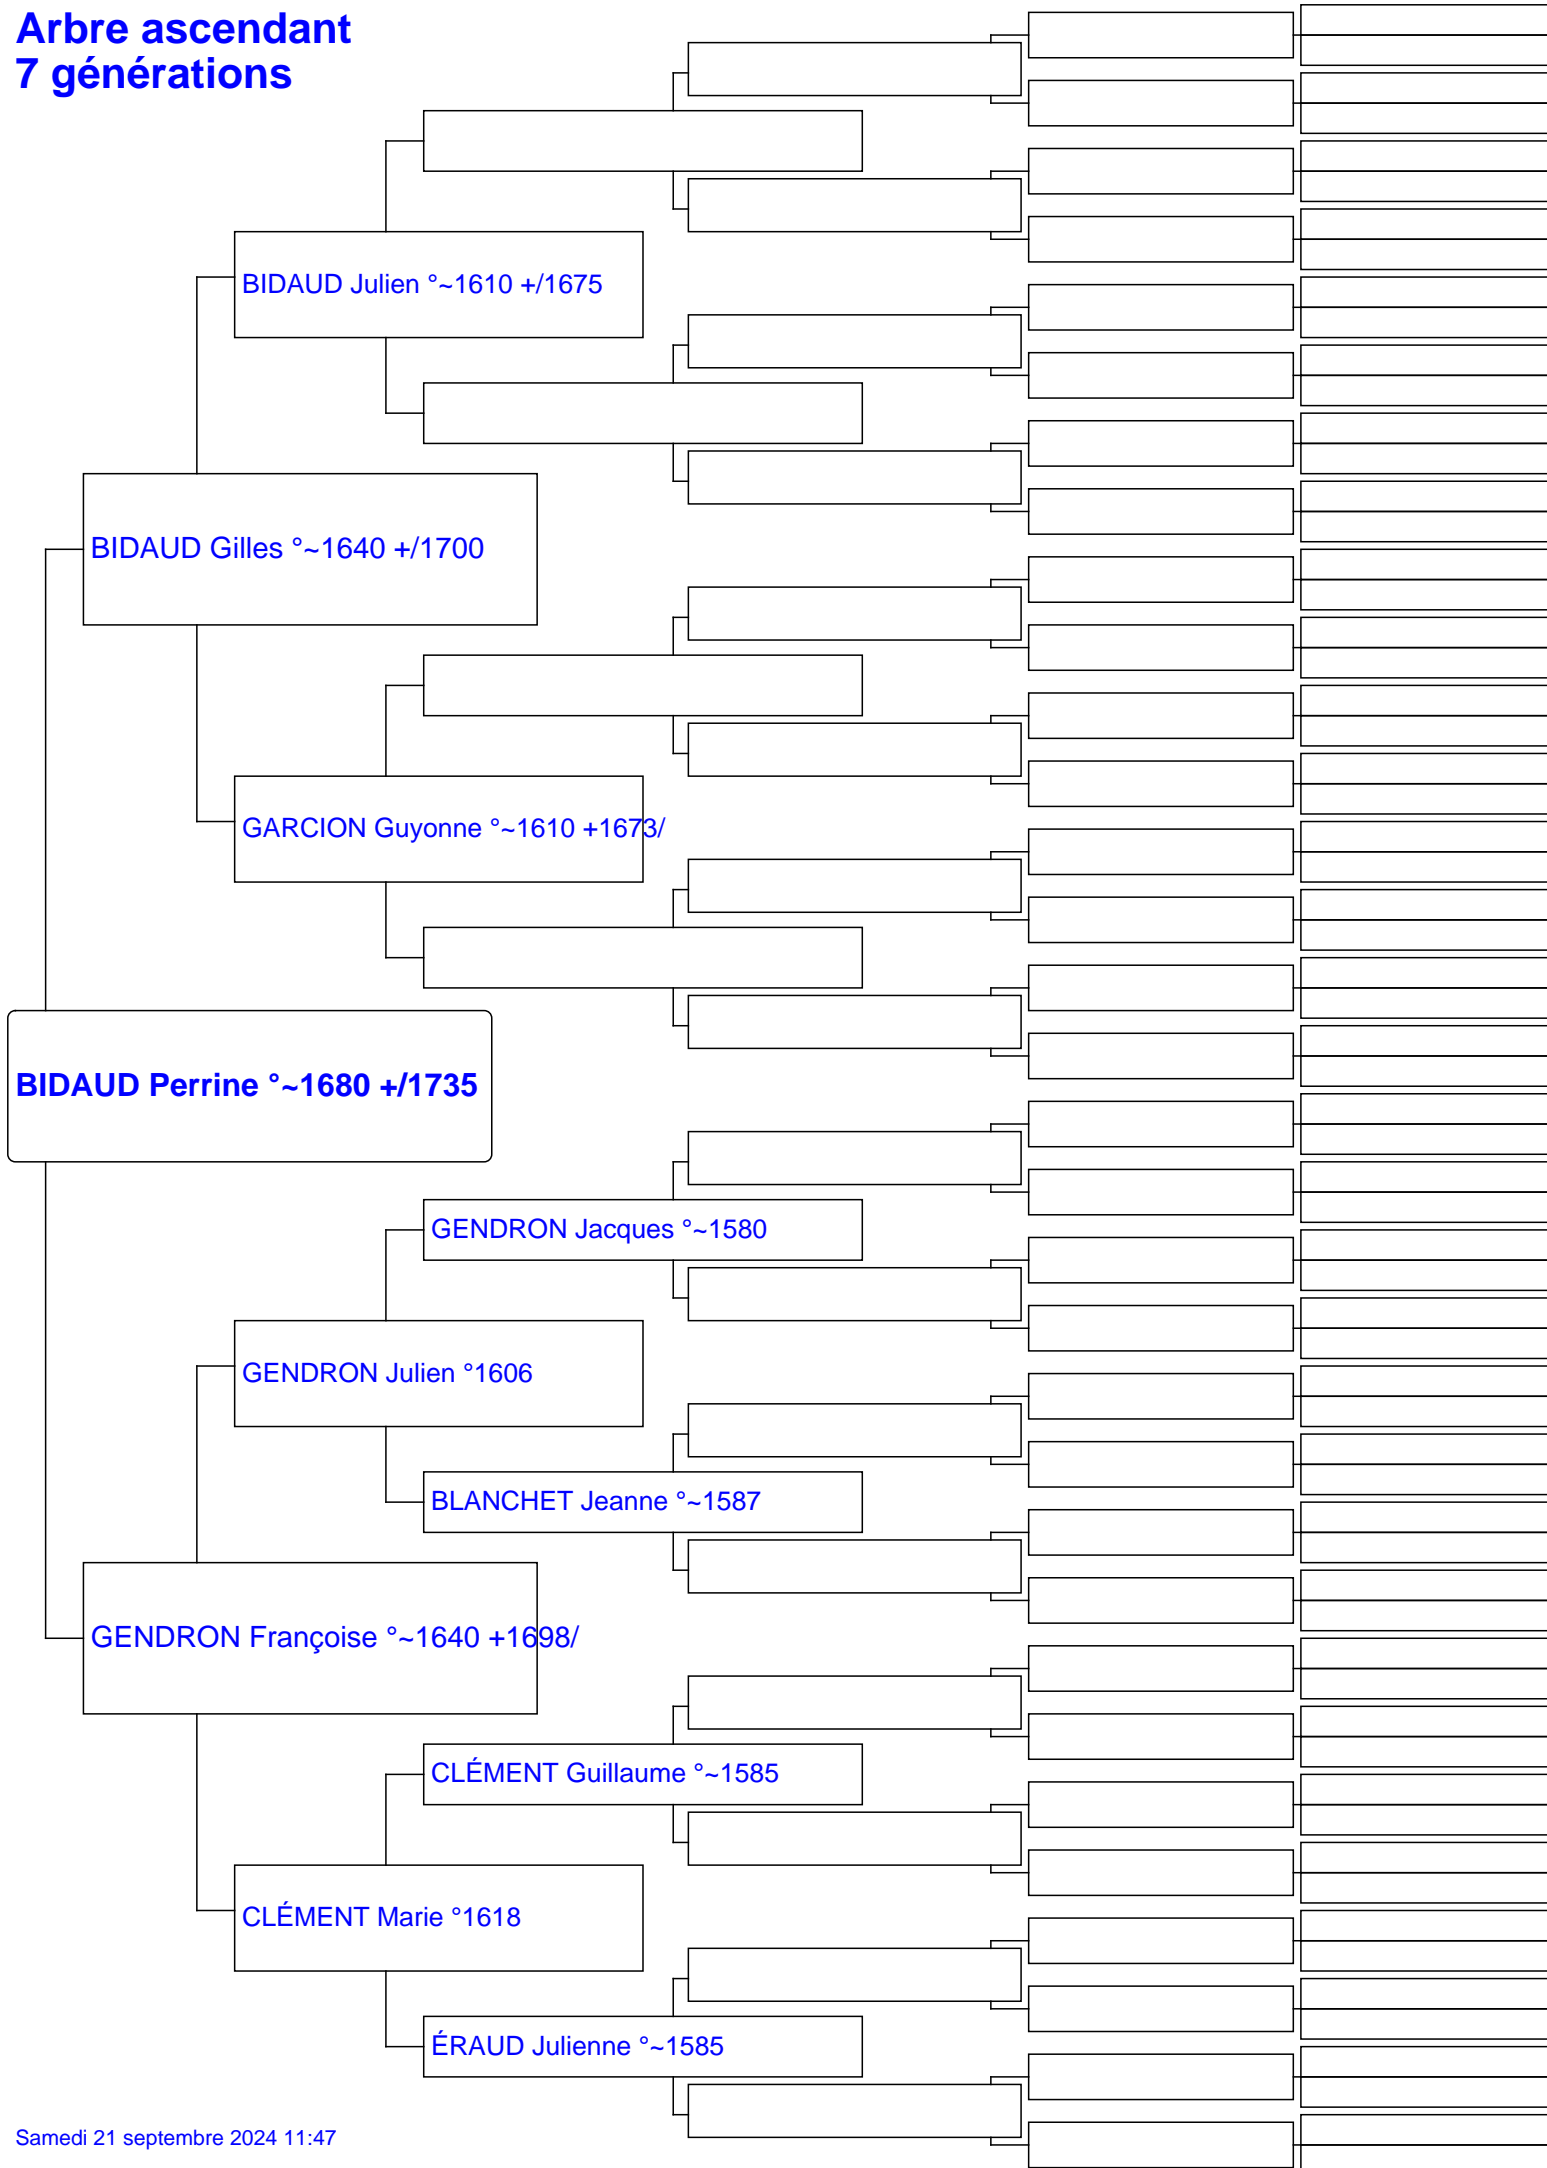 Arbre ascendant
7 générations
BIDAUD Julien °~1610 +/1675
BIDAUD Gilles °~1640 +/1700
GARCION Guyonne °~1610 +1673/
BIDAUD Perrine °~1680 +/1735
GENDRON Jacques °~1580
GENDRON Julien °1606
BLANCHET Jeanne °~1587
GENDRON Françoise °~1640 +1698/
CLÉMENT Guillaume °~1585
CLÉMENT Marie °1618
ÉRAUD Julienne °~1585
Samedi 21 septembre 2024 11:47